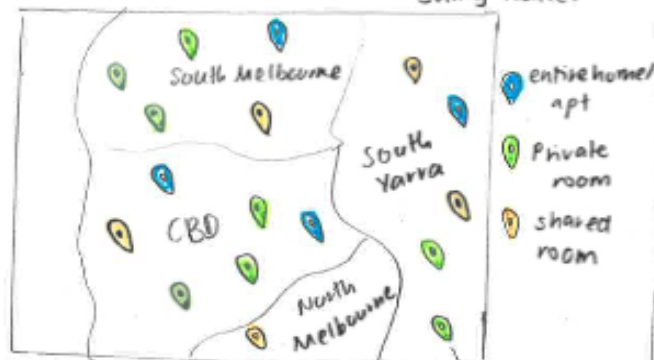 South Melbourne
South
Yarra
CBD
North
Melbourne
entire home/
apt
Private
room
shared
room